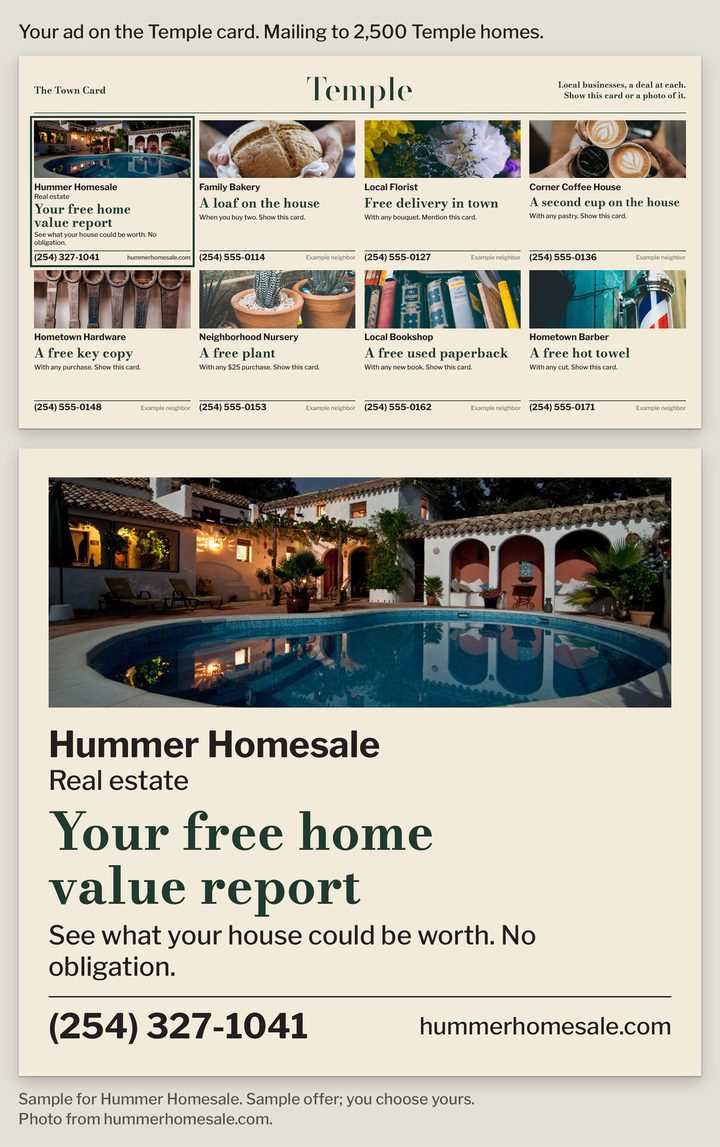 Your ad on the Temple card. Mailing to 2,500 Temple homes.
The Town Card
Temple
Local businesses, a deal at each.
Show this card or a photo of it.
Hummer Homesale
Real estate
Your free home
value report
See what your house could be worth. No
obligation.
(254) 327-1041 hummerhomesale.com
Family Bakery
A loaf on the house
When you buy two. Show this card.
(254) 555-0114 Example neighbor
Local Florist
Free delivery in town
With any bouquet. Mention this card.
(254) 555-0127 Example neighbor
Corner Coffee House
A second cup on the house
With any pastry. Show this card.
(254) 555-0136 Example neighbor
Hometown Hardware
A free key copy
With any purchase. Show this card.
(254) 555-0148 Example neighbor
Neighborhood Nursery
A free plant
With any $25 purchase. Show this card.
(254) 555-0153 Example neighbor
Local Bookshop
A free used paperback
With any new book. Show this card.
(254) 555-0162 Example neighbor
Hometown Barber
A free hot towel
With any cut. Show this card.
(254) 555-0171 Example neighbor
Hummer Homesale
Real estate
Your free home
value report
See what your house could be worth. No
obligation.
(254) 327-1041 hummerhomesale.com
Sample for Hummer Homesale. Sample offer; you choose yours.
Photo from hummerhomesale.com.